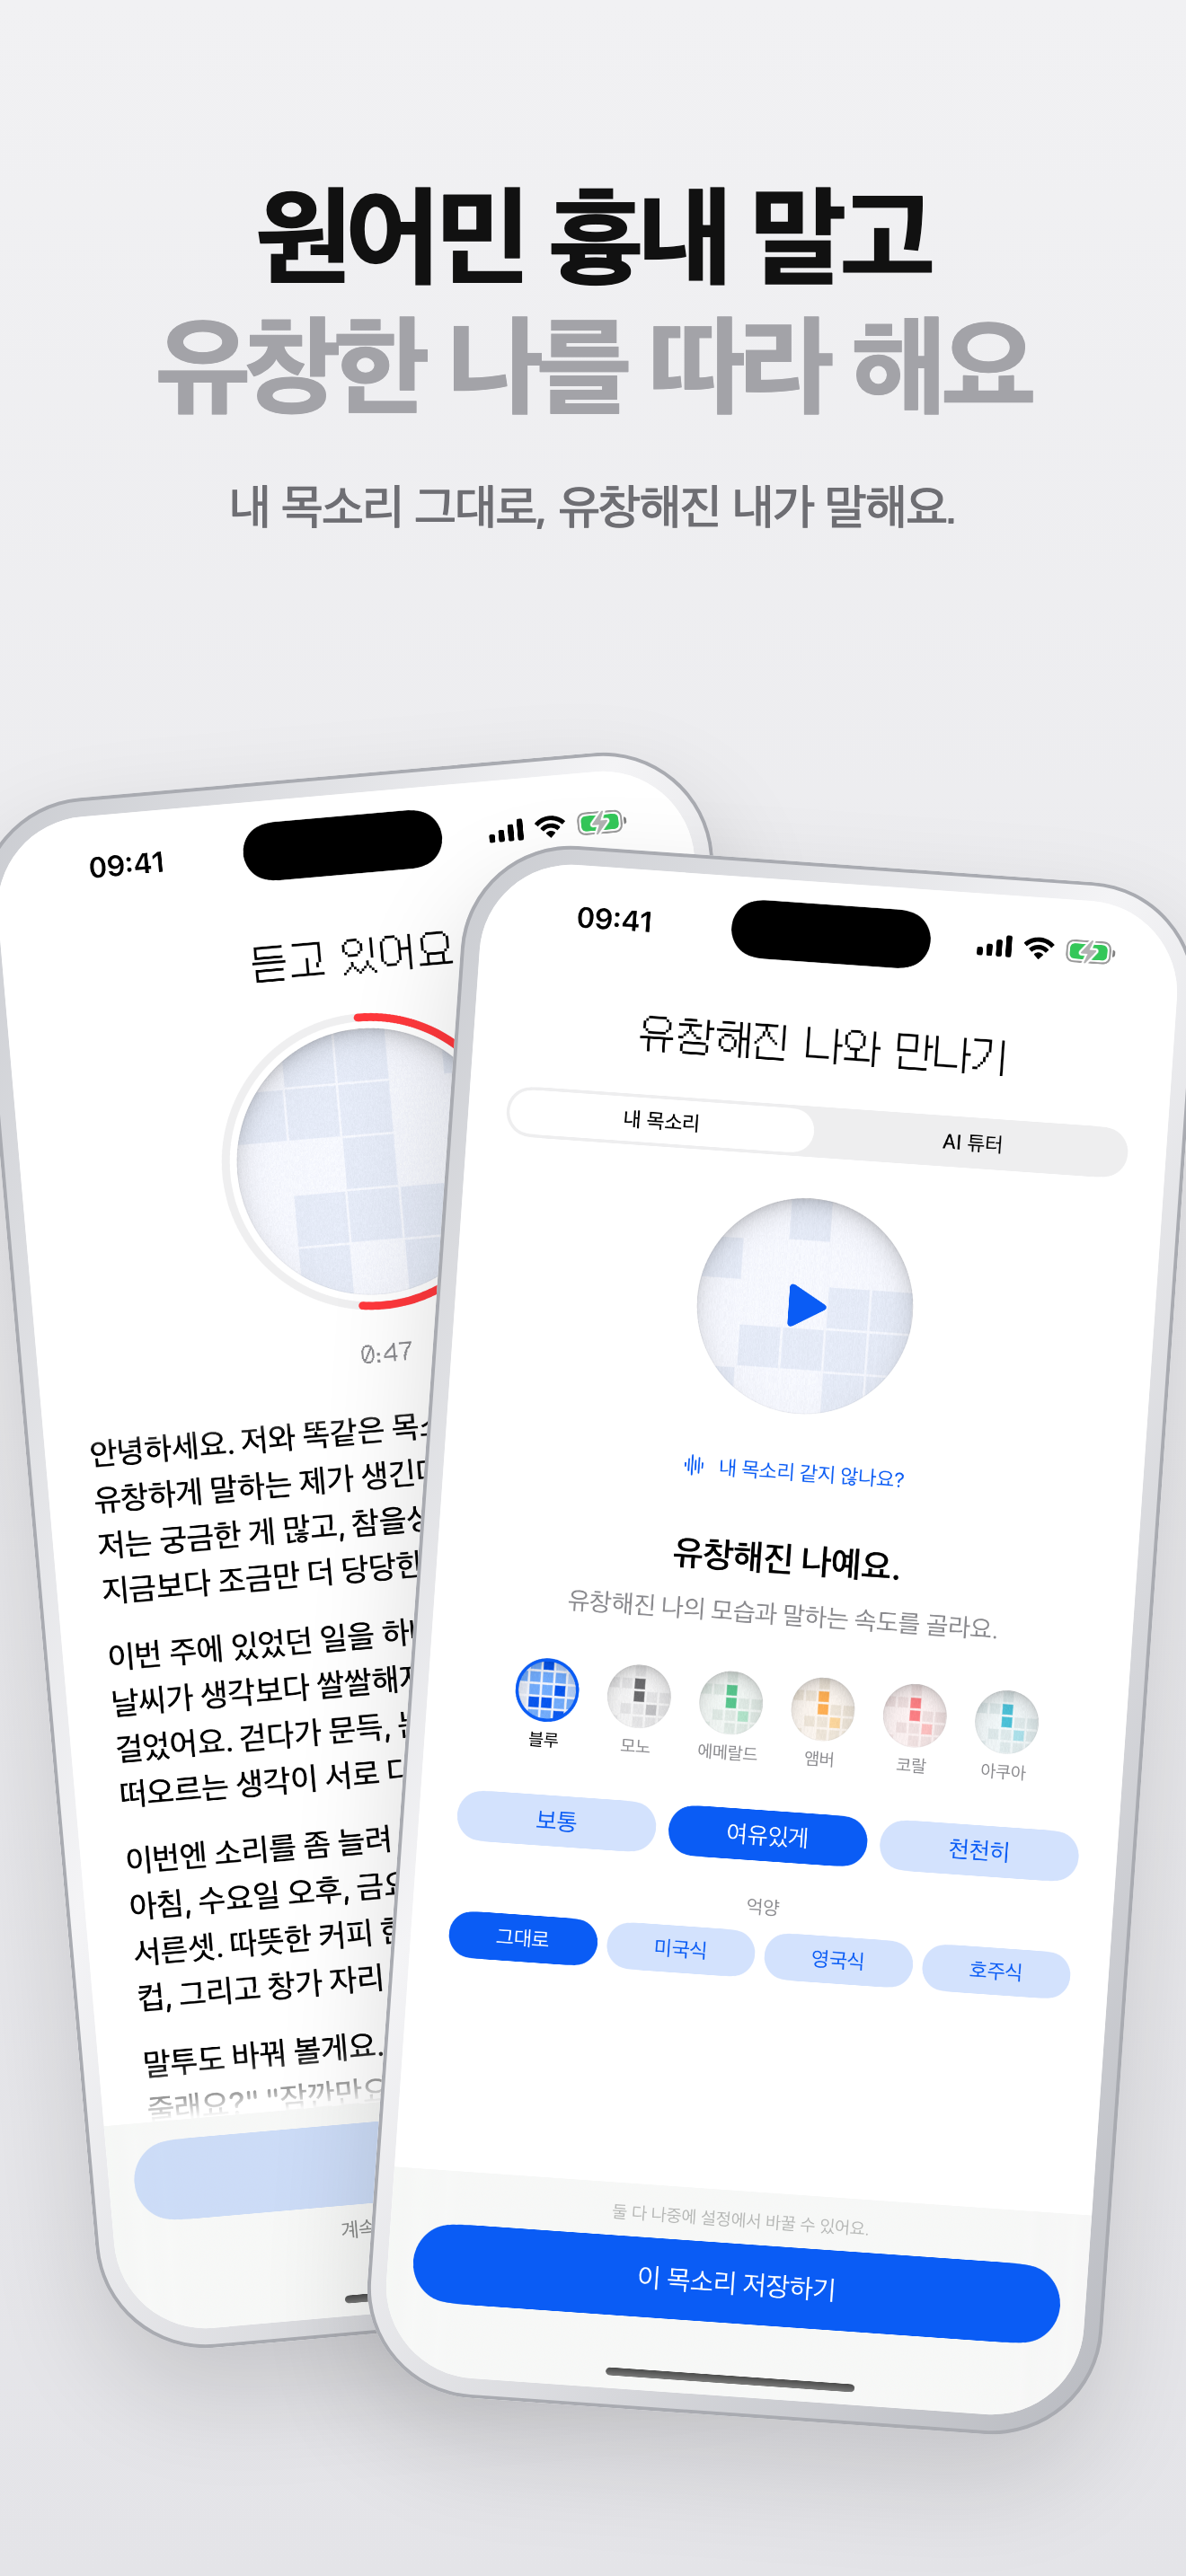 원어민 흉내 말고
유창한 나를 따라 해요
내 목소리 그대로, 유창해진 내가 말해요.
09:41
듣고 있어요
0:47
안녕하세요. 저와 똑같은
유창하게 말하는 제가
저는 궁금한 게 많고,
지금보다 조금만 더
이번 주에 있었던 일을
날씨가 생각보다
걸었어요. 걷다가 문득,
떠오르는 생각이 서로
이번엔 소리를 좀 늘려
아침, 수요일 오후,
서른셋. 따뜻한 커피
컵, 그리고 창가 자리
말투도 바꿔 볼게요.
줄래요?" "잠깐만요
계속
09:41
유창해진 나와 만나기
내 목소리
AI 튜터
내 목소리 같지 않나요?
유창해진 나예요.
유창해진 나의 모습과 말하는 속도를 골라요.
블루
모노
에메랄드
앰버
코랄
아쿠아
보통
여유있게
천천히
억양
그대로
미국식
영국식
호주식
둘 다 나중에 설정에서 바꿀 수 있어요.
이 목소리 저장하기